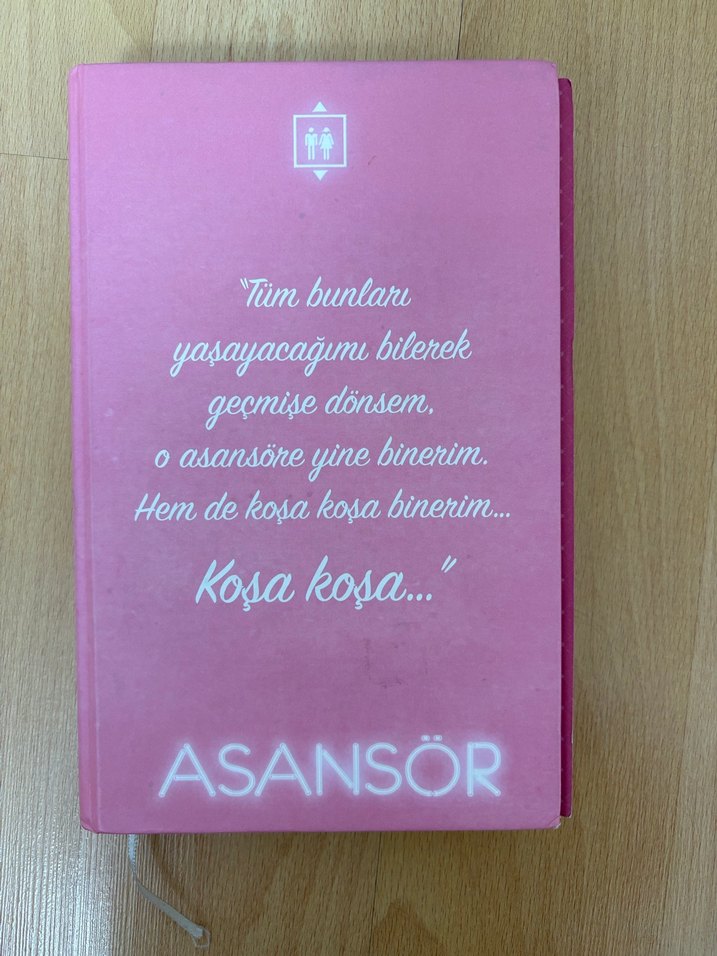 "Tüm bunları
yaşayacağımı bilerek
geçmişe dönsem,
o asansöre yine binerim.
Hem de koşa koşa binerim...
Koşa koşa..."
ASANSÖR